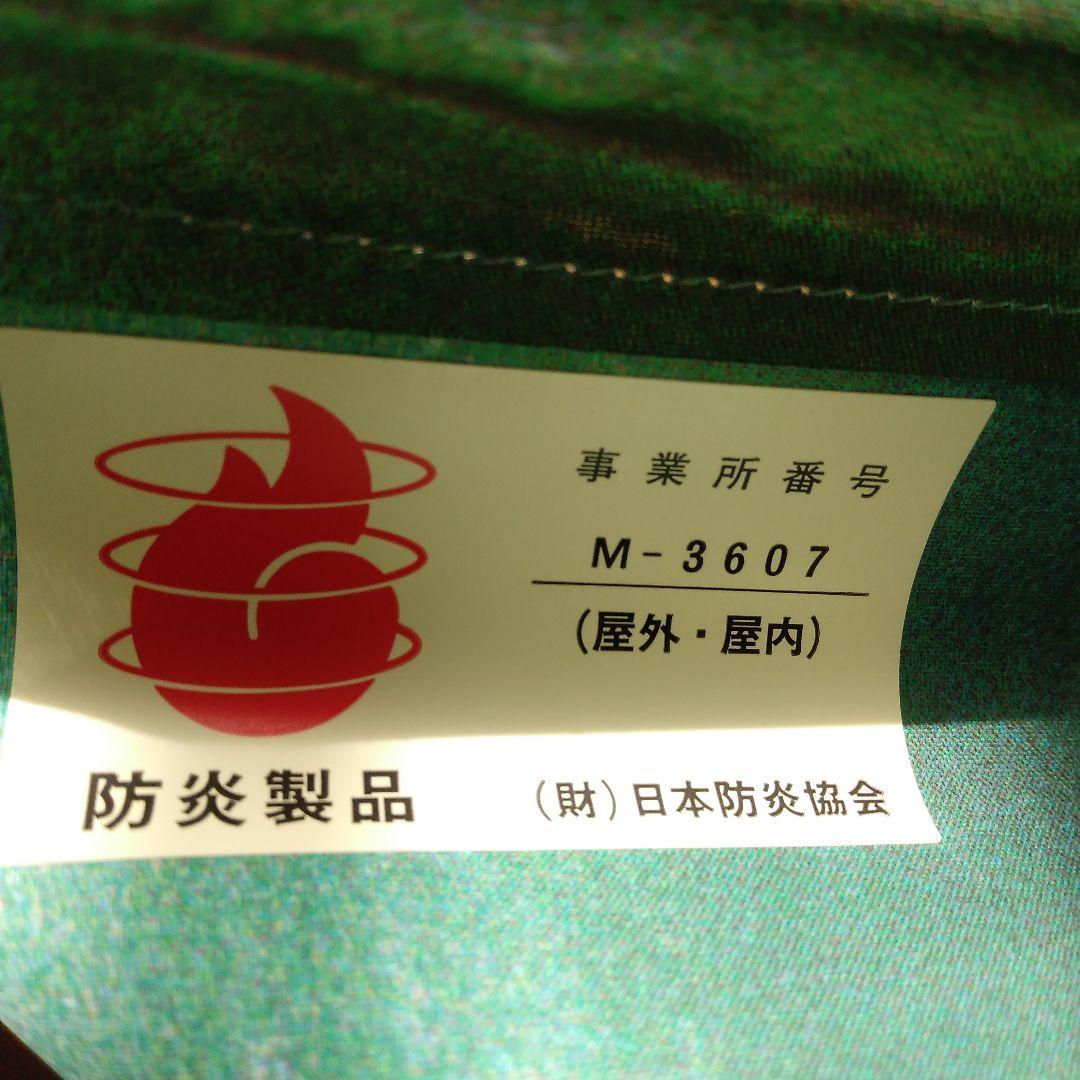 事業所番号
M-3607
(屋外・屋内)
防炎製品
(財)日本防炎協会